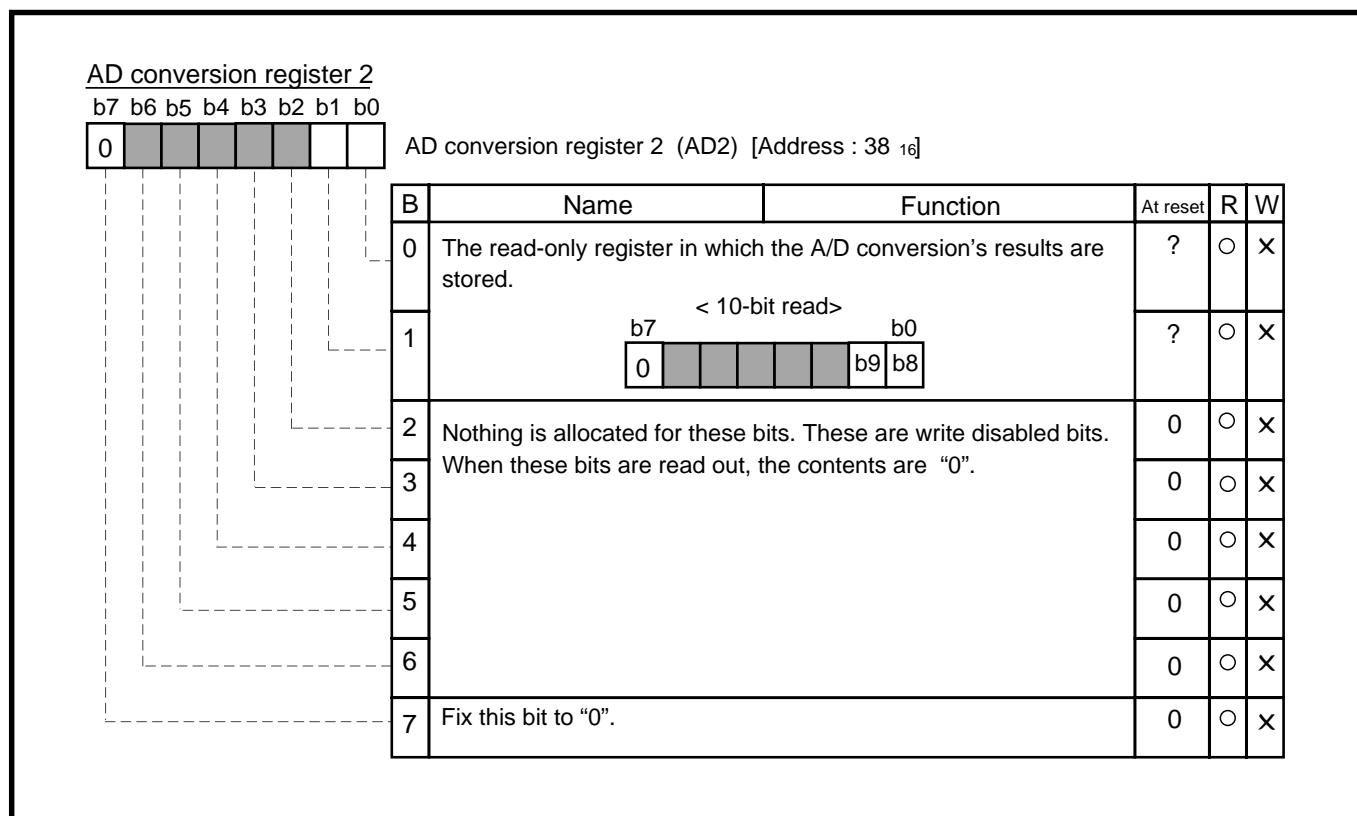 AD conversion register 2
b7 b6 b5 b4 b3 b2 b1 b0
0
AD conversion register 2 (AD2) [Address : 38 16]
B Name Function At reset R W
0 The read-only register in which the A/D conversion’s results are ? ○ ×
stored.
< 10-bit read>
b7 b0
1 ? ○ ×
0 b9 b8
2 Nothing is allocated for these bits. These are write disabled bits. 0 ○ ×
When these bits are read out, the contents are “0”.
3 0 ○ ×
4 0 ○ ×
5 0 ○ ×
6 0 ○ ×
7 Fix this bit to “0”. 0 ○ ×